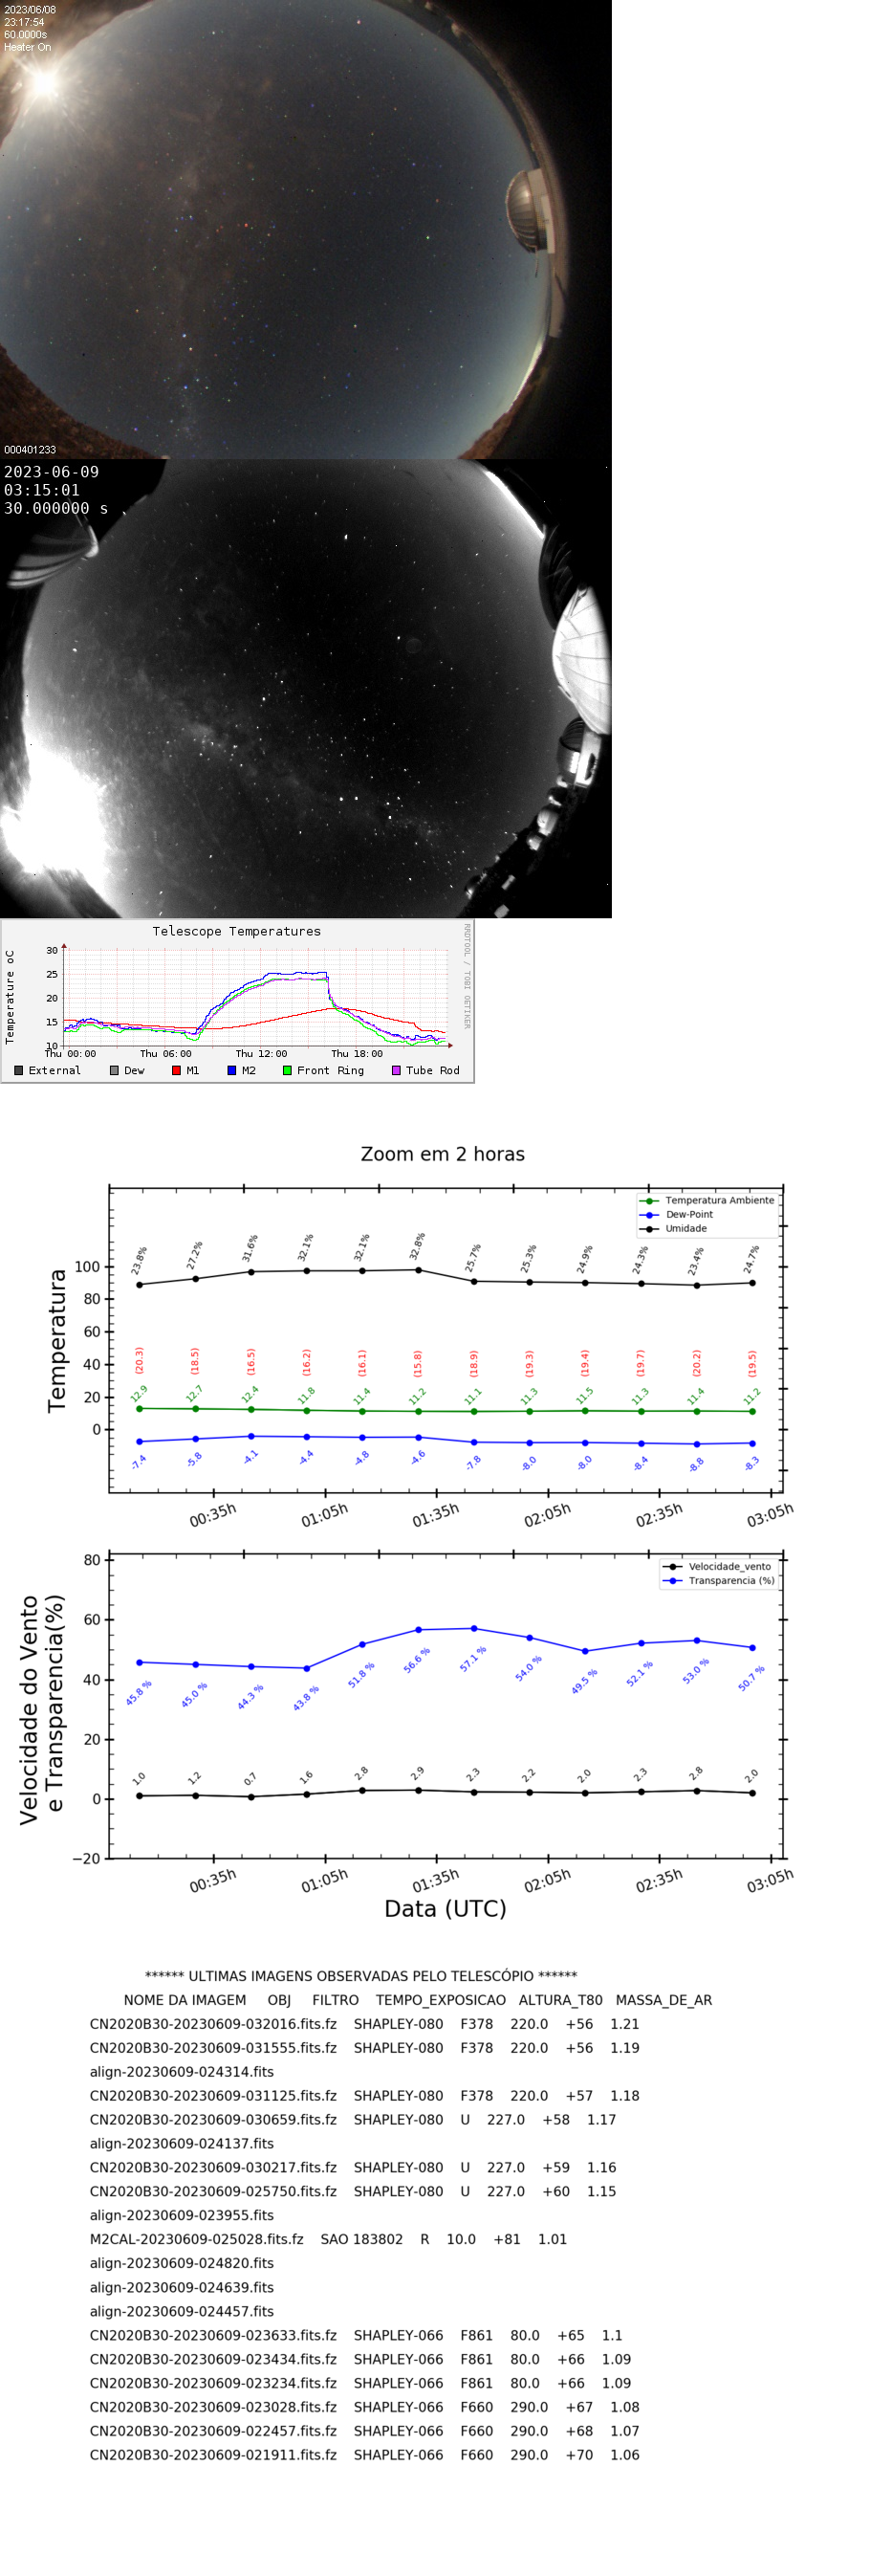 2023/06/08
23:17:54
60.0000s
Heater On
000401233
2023-06-09
03:15:01
30.000000 s
Telescope Temperatures
RRDTOOL / TOBI OETIKER
Temperature oC
30
25
20
15
10
Thu 00:00 Thu 06:00 Thu 12:00 Thu 18:00
External Dew M1 M2 Front Ring Tube Rod
Zoom em 2 horas
Temperatura Ambiente
Dew-Point
Umidade
Temperatura
100
80
60
40
20
0
23.8% 27.2% 31.6% 32.1% 32.1% 32.8% 25.7% 25.3% 24.9% 24.3% 23.4% 24.7%
(20.3) (18.5) (16.5) (16.2) (16.1) (15.8) (18.9) (19.3) (19.4) (19.7) (20.2) (19.5)
12.9 12.7 12.4 11.8 11.4 11.2 11.1 11.3 11.5 11.3 11.4 11.2
-7.4 -5.8 -4.1 -4.4 -4.8 -4.6 -7.8 -8.0 -8.0 -8.4 -8.8 -8.3
00:35h 01:05h 01:35h 02:05h 02:35h 03:05h
Velocidade_vento
Transparencia (%)
Velocidade do Vento
e Transparencia(%)
80
60
40
20
0
−20
45.8 % 45.0 % 44.3 % 43.8 % 51.8 % 56.6 % 57.1 % 54.0 % 49.5 % 52.1 % 53.0 % 50.7 %
1.0 1.2 0.7 1.6 2.8 2.9 2.3 2.2 2.0 2.3 2.8 2.0
00:35h 01:05h 01:35h 02:05h 02:35h 03:05h
Data (UTC)
****** ULTIMAS IMAGENS OBSERVADAS PELO TELESCÓPIO ******
NOME DA IMAGEM OBJ FILTRO TEMPO_EXPOSICAO ALTURA_T80 MASSA_DE_AR
CN2020B30-20230609-032016.fits.fz SHAPLEY-080 F378 220.0 +56 1.21
CN2020B30-20230609-031555.fits.fz SHAPLEY-080 F378 220.0 +56 1.19
align-20230609-024314.fits
CN2020B30-20230609-031125.fits.fz SHAPLEY-080 F378 220.0 +57 1.18
CN2020B30-20230609-030659.fits.fz SHAPLEY-080 U 227.0 +58 1.17
align-20230609-024137.fits
CN2020B30-20230609-030217.fits.fz SHAPLEY-080 U 227.0 +59 1.16
CN2020B30-20230609-025750.fits.fz SHAPLEY-080 U 227.0 +60 1.15
align-20230609-023955.fits
M2CAL-20230609-025028.fits.fz SAO 183802 R 10.0 +81 1.01
align-20230609-024820.fits
align-20230609-024639.fits
align-20230609-024457.fits
CN2020B30-20230609-023633.fits.fz SHAPLEY-066 F861 80.0 +65 1.1
CN2020B30-20230609-023434.fits.fz SHAPLEY-066 F861 80.0 +66 1.09
CN2020B30-20230609-023234.fits.fz SHAPLEY-066 F861 80.0 +66 1.09
CN2020B30-20230609-023028.fits.fz SHAPLEY-066 F660 290.0 +67 1.08
CN2020B30-20230609-022457.fits.fz SHAPLEY-066 F660 290.0 +68 1.07
CN2020B30-20230609-021911.fits.fz SHAPLEY-066 F660 290.0 +70 1.06